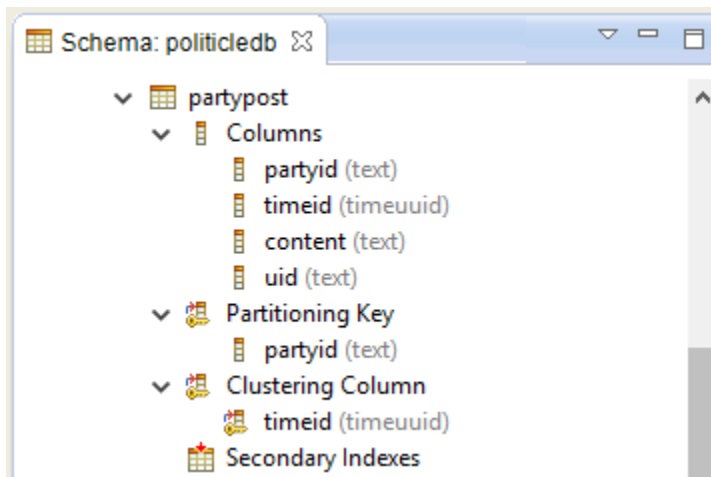 Schema: politicledb
partypost
Columns
partyid (text)
timeid (timeuuid)
content (text)
uid (text)
Partitioning Key
partyid (text)
Clustering Column
timeid (timeuuid)
Secondary Indexes